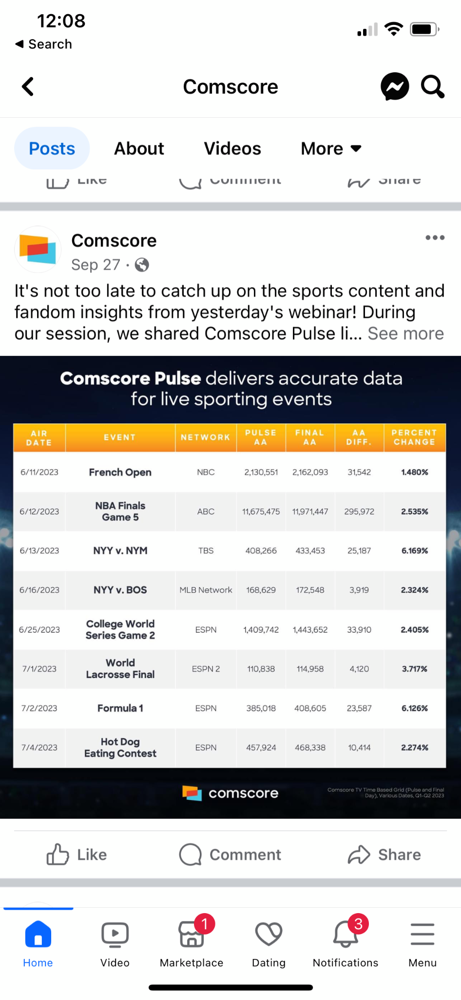 12:08
Search
Comscore
Posts About Videos More
Like Comment Share
Comscore
Sep 27 ·
It's not too late to catch up on the sports content and
fandom insights from yesterday's webinar! During
our session, we shared Comscore Pulse li... See more
Comscore Pulse delivers accurate data
for live sporting events
AIR DATE EVENT NETWORK PULSE AA FINAL AA AA DIFF. PERCENT CHANGE
6/11/2023 French Open NBC 2,130,551 2,162,093 31,542 1.480%
6/12/2023 NBA Finals Game 5 ABC 11,675,475 11,971,447 295,972 2.535%
6/13/2023 NYY v. NYM TBS 408,266 433,453 25,187 6.169%
6/16/2023 NYY v. BOS MLB Network 168,629 172,548 3,919 2.324%
6/25/2023 College World Series Game 2 ESPN 1,409,742 1,443,652 33,910 2.405%
7/1/2023 World Lacrosse Final ESPN 2 110,838 114,958 4,120 3.717%
7/2/2023 Formula 1 ESPN 385,018 408,605 23,587 6.126%
7/4/2023 Hot Dog Eating Contest ESPN 457,924 468,338 10,414 2.274%
comscore
Comscore TV Time Based Grid (Pulse and Final
Day), Various Dates, Q1-Q2 2023
Like Comment Share
1 3
Home Video Marketplace Dating Notifications Menu